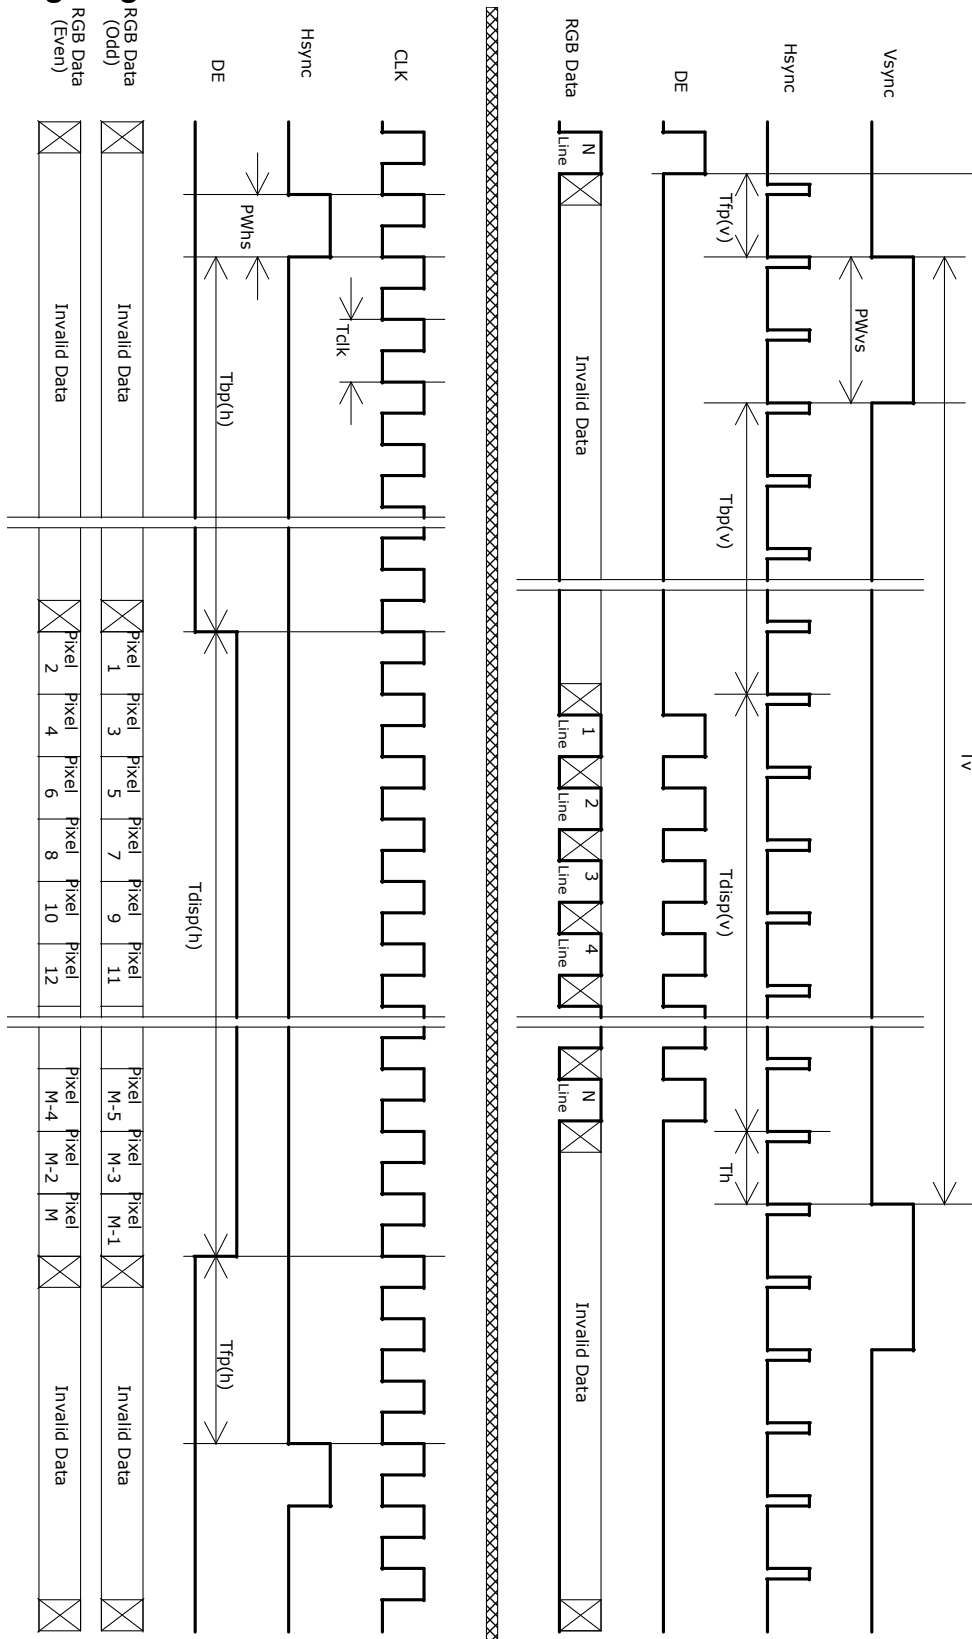 Tv
Vsync
PWvs
Hsync
Tfp(v) Tbp(v) Tdisp(v) Th
DE
RGB Data
N 1 2 3 4 N
Invalid Data Invalid Data
Line Line Line Line Line Line
CLK
Tclk
Hsync
PWhs
DE
Tbp(h) Tdisp(h) Tfp(h)
RGB Data
(Odd)
Pixel Pixel Pixel Pixel Pixel Pixel Pixel Pixel Pixel
Invalid Data 1 3 5 7 9 11 M-5 M-3 M-1 Invalid Data
RGB Data
(Even)
Pixel Pixel Pixel Pixel Pixel Pixel Pixel Pixel Pixel
Invalid Data 2 4 6 8 10 12 M-4 M-2 M Invalid Data